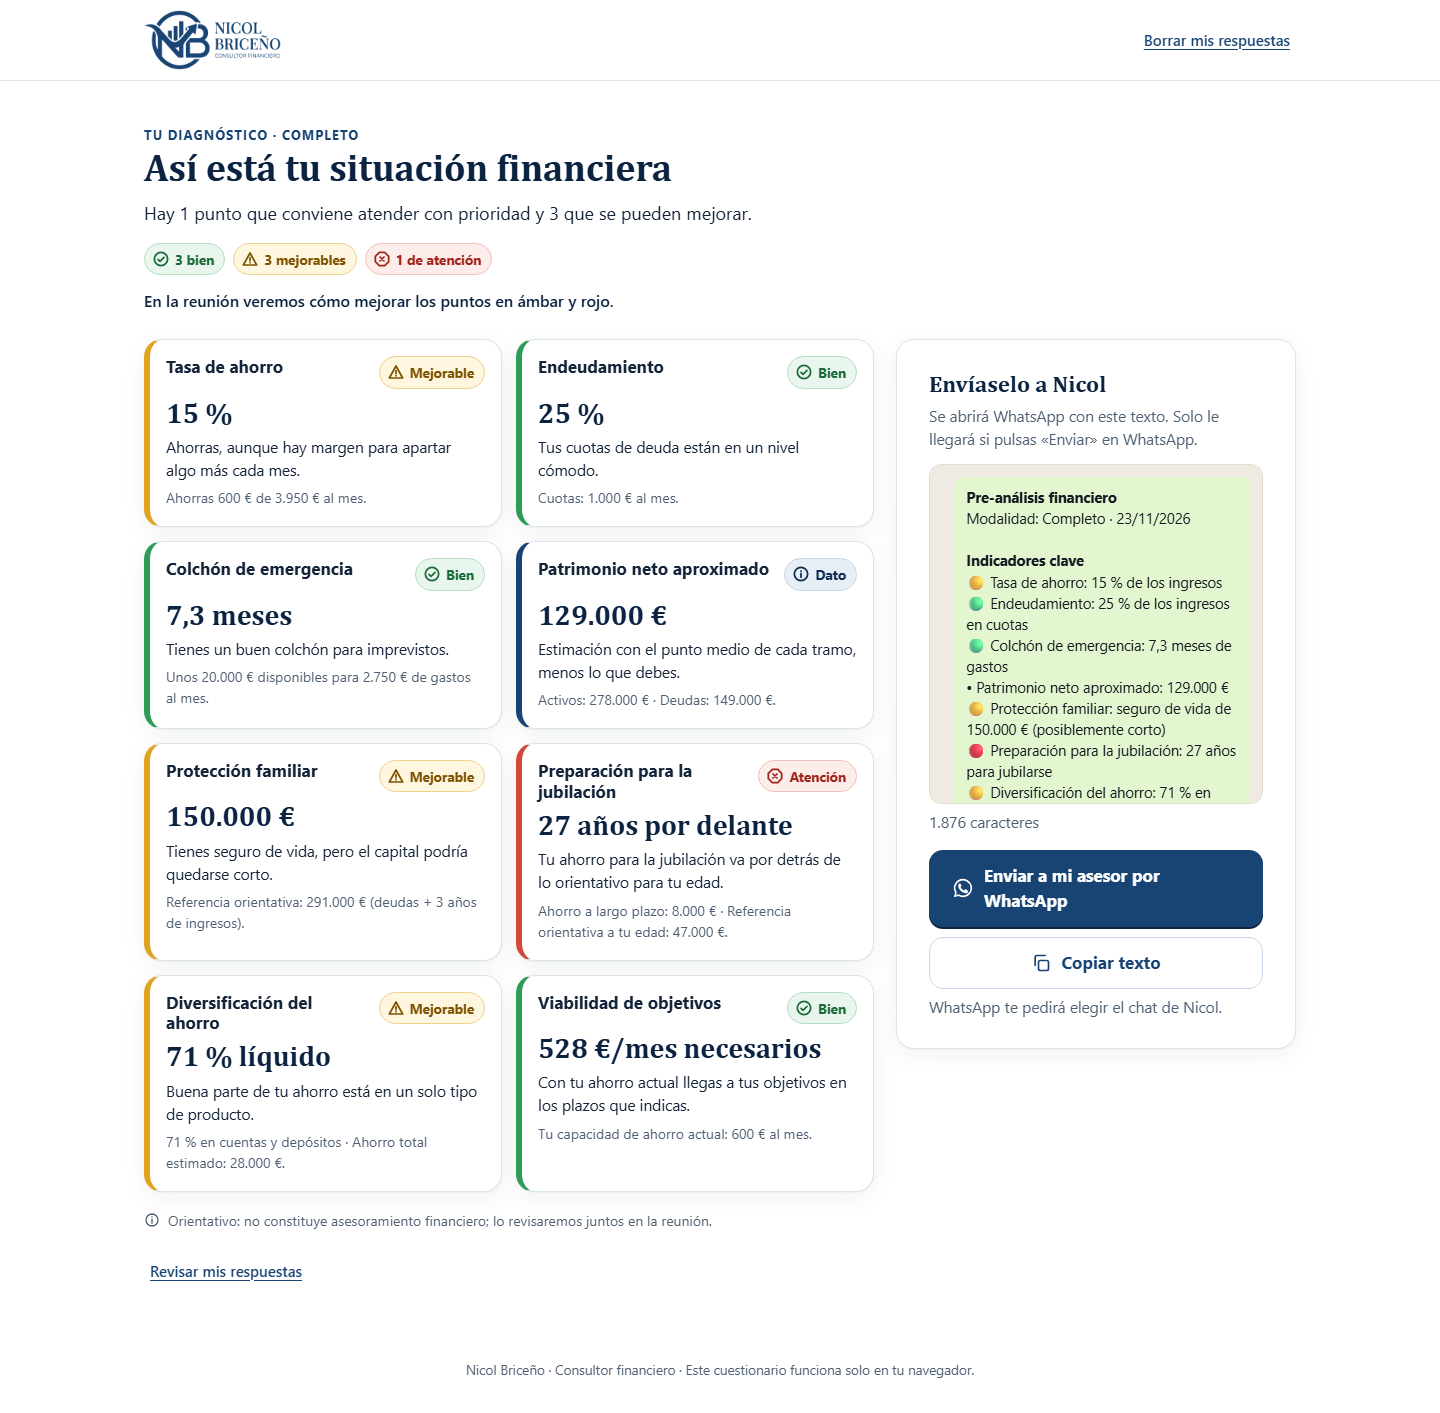 NICOL
BRICEÑO
CONSULTOR FINANCIERO
Borrar mis respuestas
TU DIAGNÓSTICO · COMPLETO
Así está tu situación financiera
Hay 1 punto que conviene atender con prioridad y 3 que se pueden mejorar.
3 bien
3 mejorables
1 de atención
En la reunión veremos cómo mejorar los puntos en ámbar y rojo.
Tasa de ahorro
Mejorable
15 %
Ahorras, aunque hay margen para apartar
algo más cada mes.
Ahorras 600 € de 3.950 € al mes.
Endeudamiento
Bien
25 %
Tus cuotas de deuda están en un nivel
cómodo.
Cuotas: 1.000 € al mes.
Colchón de emergencia
Bien
7,3 meses
Tienes un buen colchón para imprevistos.
Unos 20.000 € disponibles para 2.750 € de gastos
al mes.
Patrimonio neto aproximado
Dato
129.000 €
Estimación con el punto medio de cada tramo,
menos lo que debes.
Activos: 278.000 € · Deudas: 149.000 €.
Protección familiar
Mejorable
150.000 €
Tienes seguro de vida, pero el capital podría
quedarse corto.
Referencia orientativa: 291.000 € (deudas + 3 años
de ingresos).
Preparación para la
jubilación
Atención
27 años por delante
Tu ahorro para la jubilación va por detrás de
lo orientativo para tu edad.
Ahorro a largo plazo: 8.000 € · Referencia
orientativa a tu edad: 47.000 €.
Diversificación del
ahorro
Mejorable
71 % líquido
Buena parte de tu ahorro está en un solo tipo
de producto.
71 % en cuentas y depósitos · Ahorro total
estimado: 28.000 €.
Viabilidad de objetivos
Bien
528 €/mes necesarios
Con tu ahorro actual llegas a tus objetivos en
los plazos que indicas.
Tu capacidad de ahorro actual: 600 € al mes.
Envíaselo a Nicol
Se abrirá WhatsApp con este texto. Solo le
llegará si pulsas «Enviar» en WhatsApp.
Pre-análisis financiero
Modalidad: Completo · 23/11/2026
Indicadores clave
Tasa de ahorro: 15 % de los ingresos
Endeudamiento: 25 % de los ingresos
en cuotas
Colchón de emergencia: 7,3 meses de
gastos
• Patrimonio neto aproximado: 129.000 €
Protección familiar: seguro de vida de
150.000 € (posiblemente corto)
Preparación para la jubilación: 27 años
para jubilarse
Diversificación del ahorro: 71 % en
1.876 caracteres
Enviar a mi asesor por
WhatsApp
Copiar texto
WhatsApp te pedirá elegir el chat de Nicol.
Orientativo: no constituye asesoramiento financiero; lo revisaremos juntos en la reunión.
Revisar mis respuestas
Nicol Briceño · Consultor financiero · Este cuestionario funciona solo en tu navegador.